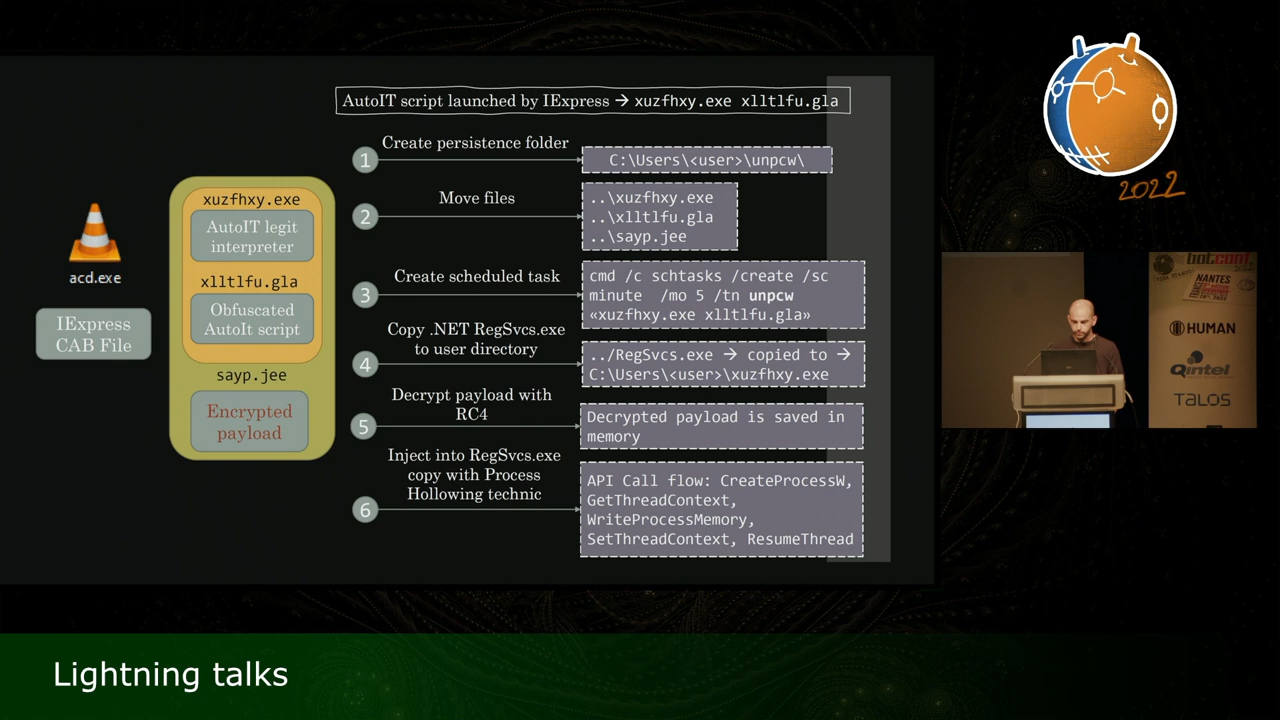 AutoIT script launched by IExpress → xuzfhxy.exe xlltlfu.gla
acd.exe
IExpress
CAB File
xuzfhxy.exe
AutoIT legit
interpreter
xlltlfu.gla
Obfuscated
AutoIt script
sayp.jee
Encrypted
payload
1
Create persistence folder
C:\Users\<user>\unpcw\
2
Move files
..\xuzfhxy.exe
..\xlltlfu.gla
..\sayp.jee
3
Create scheduled task
cmd /c schtasks /create /sc
minute /mo 5 /tn unpcw
«xuzfhxy.exe xlltlfu.gla»
4
Copy .NET RegSvcs.exe
to user directory
../RegSvcs.exe → copied to →
C:\Users\<user>\xuzfhxy.exe
5
Decrypt payload with
RC4
Decrypted payload is saved in
memory
6
Inject into RegSvcs.exe
copy with Process
Hollowing technic
API Call flow: CreateProcessW,
GetThreadContext,
WriteProcessMemory,
SetThreadContext, ResumeThread
2022
botconf
NANTES
HUMAN
Qintel
TALOS
Lightning talks